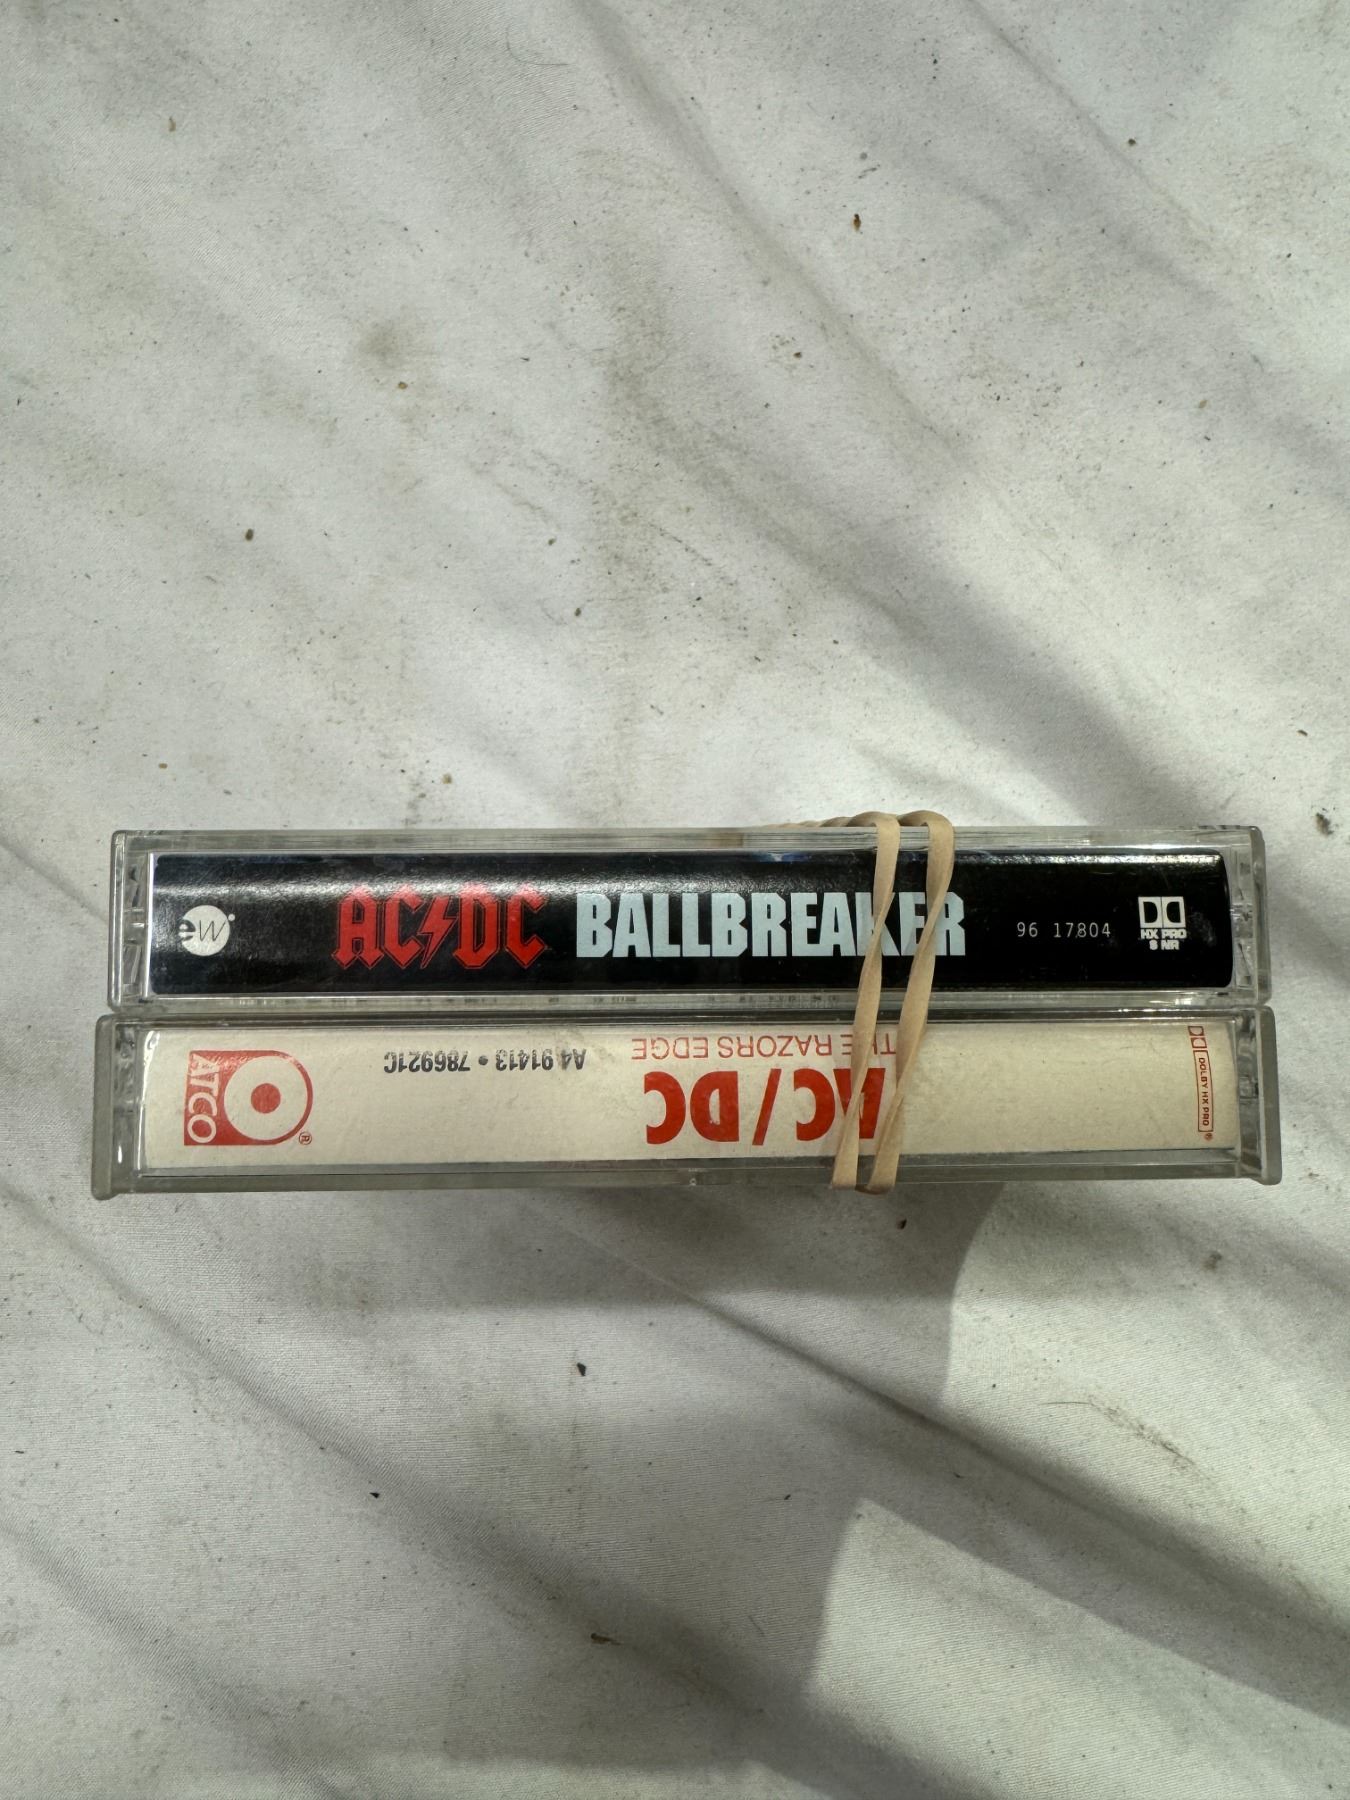 ew
AC/DC BALLBREAKER
96 17804
HX PRO
B NR
THE RAZORS EDGE
AC/DC
A4 91413 • 786921C
ATCO®
DOLBY HX PRO